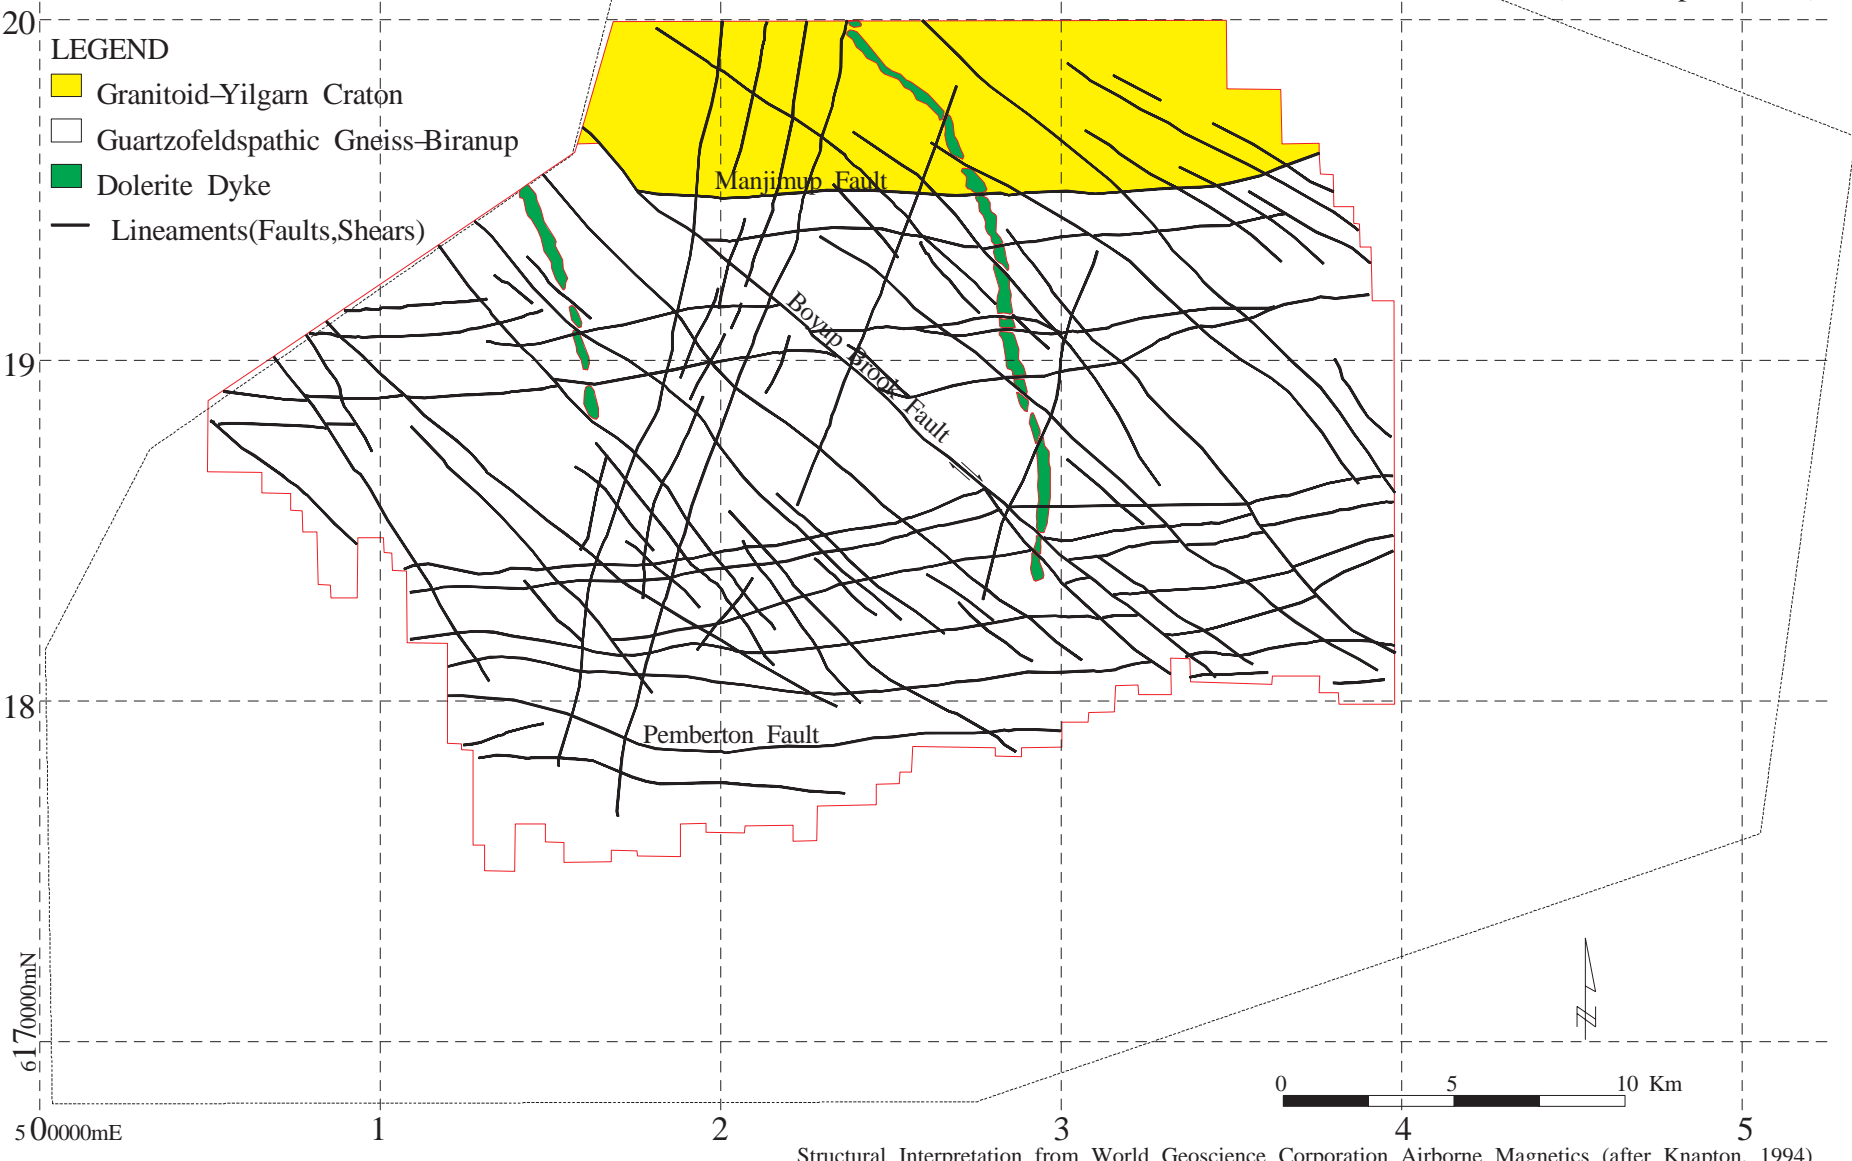 20
LEGEND
Granitoid–Yilgarn Craton
Guartzofeldspathic Gneiss–Biranup
Dolerite Dyke
Lineaments(Faults,Shears)
Manjimup Fault
Boyup Brook Fault
19
18
Pemberton Fault
6170000mN
0 5 10 Km
500000mE 1 2 3 4 5
Structural Interpretation from World Geoscience Corporation Airborne Magnetics (after Knapton, 1994)